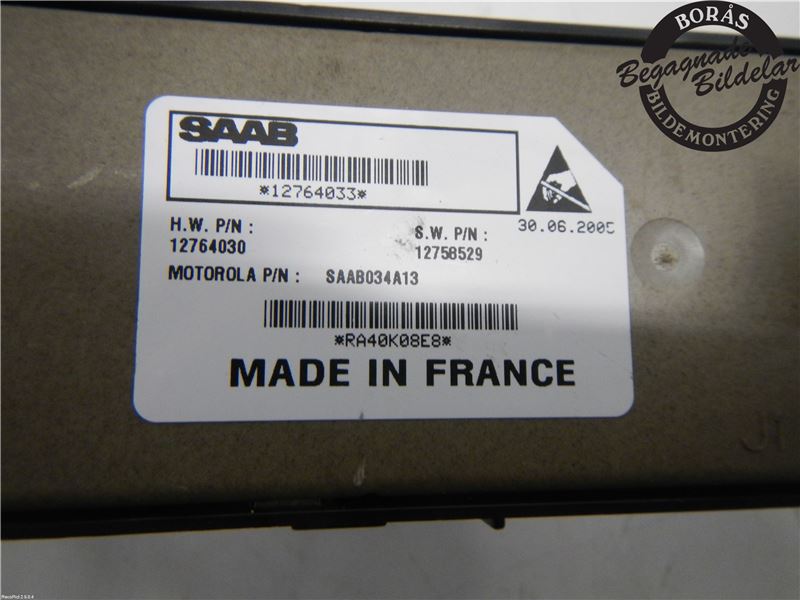 BORÅS
Begagnade
Bildelar
BILDEMONTERING
SAAB
*12764033*
30.06.2005
H.W. P/N :
12764030
S.W. P/N :
12758529
MOTOROLA P/N : SAAB034A13
*RA40K08E8*
MADE IN FRANCE